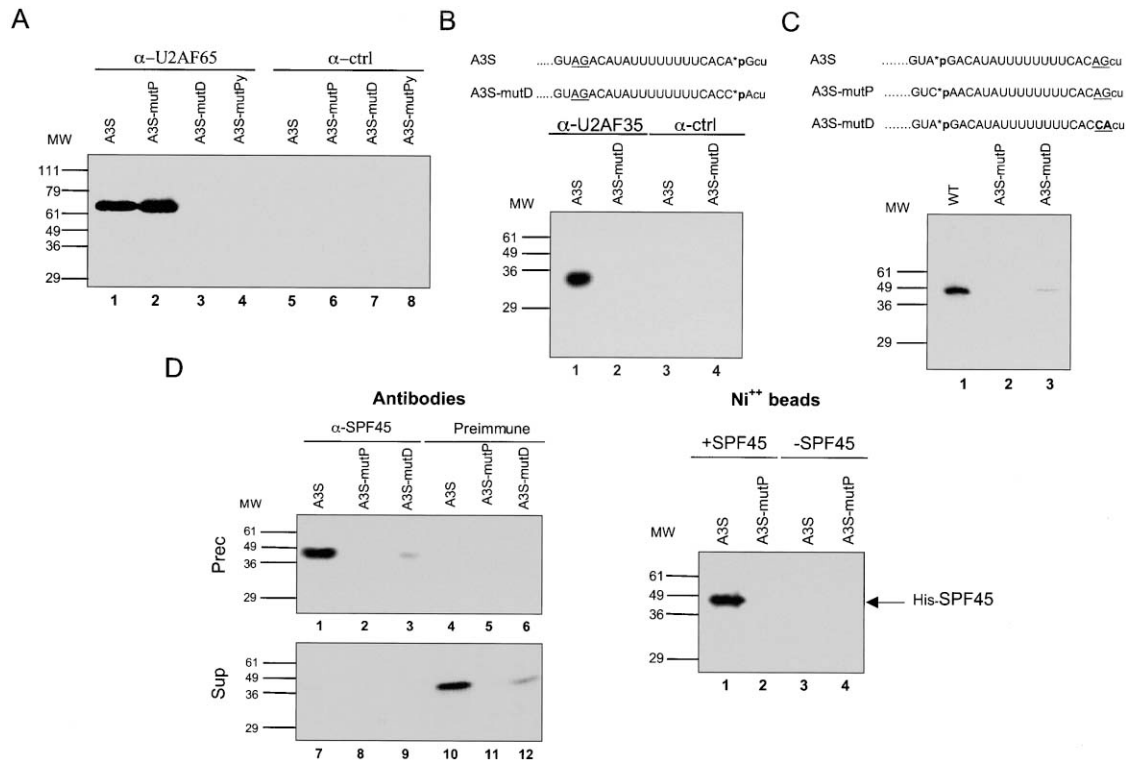 A
α-U2AF65 α-ctrl
A3S A3S-mutP A3S-mutD A3S-mutPy A3S A3S-mutP A3S-mutD A3S-mutPy
MW
111
79
61
49
36
29
1 2 3 4 5 6 7 8
B
A3S .....GUAGACAUAUUUUUUUUCACA*pGcu
A3S-mutD ....GUAGACAUAUUUUUUUUCACC*pAcu
α-U2AF35 α-ctrl
A3S A3S-mutD A3S A3S-mutD
MW
61
49
36
29
1 2 3 4
C
A3S .......GUA*pGACAUAUUUUUUUUCACAGcu
A3S-mutP .......GUC*pAACAUAUUUUUUUUCACAGcu
A3S-mutD .......GUA*pGACAUAUUUUUUUUCACCAcu
WT A3S-mutP A3S-mutD
MW
61
49
36
29
1 2 3
D
Antibodies
α-SPF45 Preimmune
A3S A3S-mutP A3S-mutD A3S A3S-mutP A3S-mutD
MW
Prec
61
49
36
29
1 2 3 4 5 6
Sup
61
49
36
29
7 8 9 10 11 12
Ni++ beads
+SPF45 -SPF45
A3S A3S-mutP A3S A3S-mutP
MW
61
49
36
29
His-SPF45
1 2 3 4